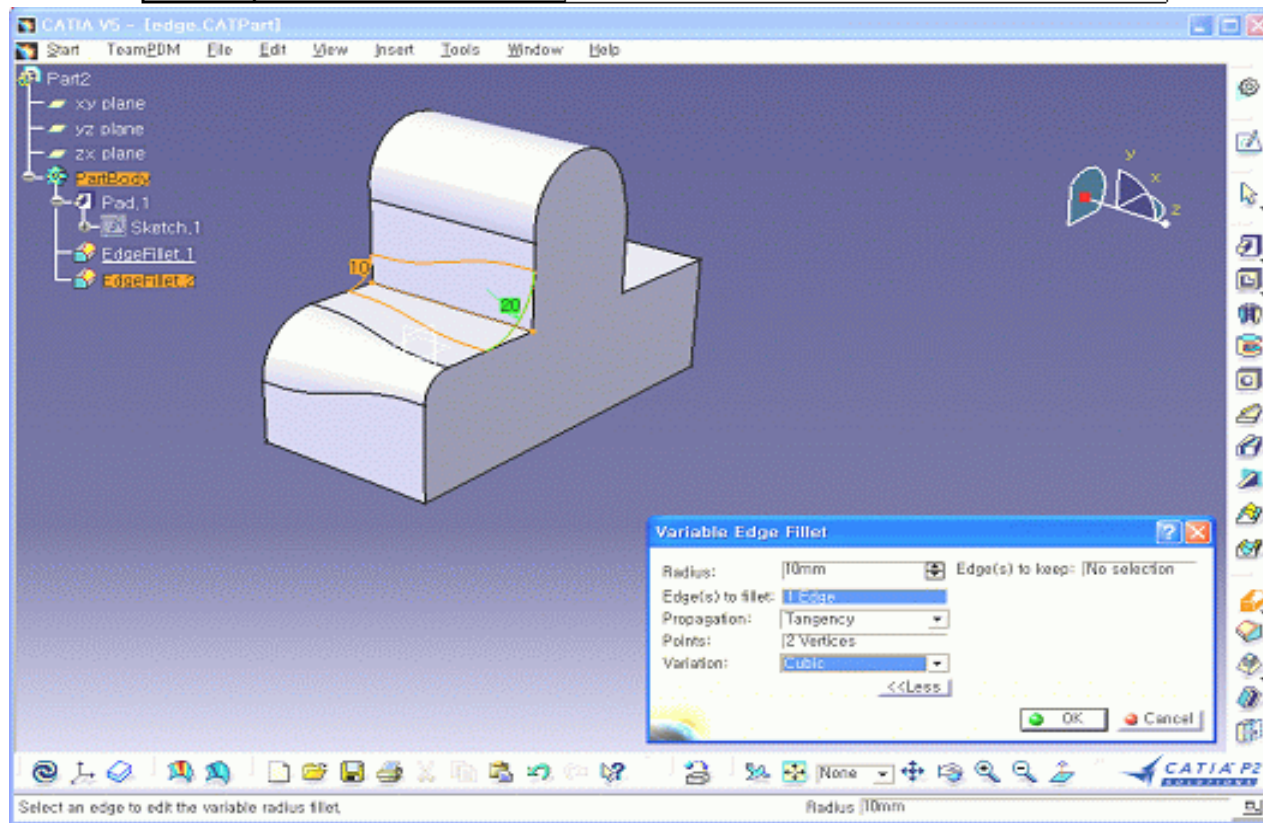 CATIA V5 - [edge.CATPart]
Start TeamPDM File Edit View Insert Tools Window Help
Part2
xy plane
yz plane
zx plane
PartBody
Pad.1
Sketch.1
EdgeFillet.1
EdgeFillet.2
10
20
y
x
z
Variable Edge Fillet
Radius: 10mm Edge(s) to keep: No selection
Edge(s) to fillet: 1 Edge
Propagation: Tangency
Points: 2 Vertices
Variation: Cubic
<<Less
OK Cancel
None
CATIA P2
SOLUTIONS
Select an edge to edit the variable radius fillet.
Radius 10mm